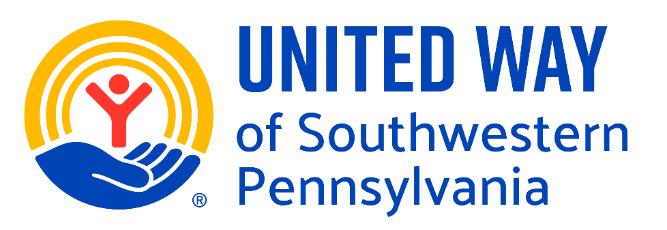 UNITED WAY
of Southwestern
Pennsylvania
®